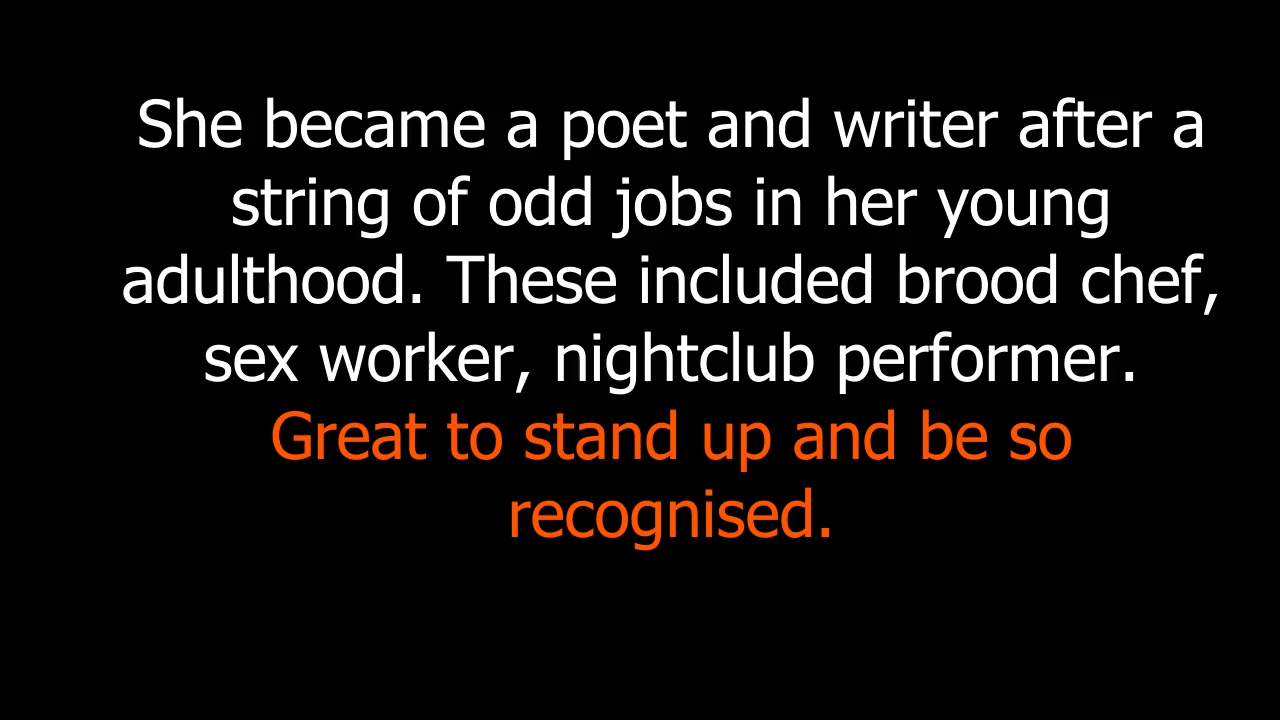 She became a poet and writer after a
string of odd jobs in her young
adulthood. These included brood chef,
sex worker, nightclub performer.
Great to stand up and be so
recognised.